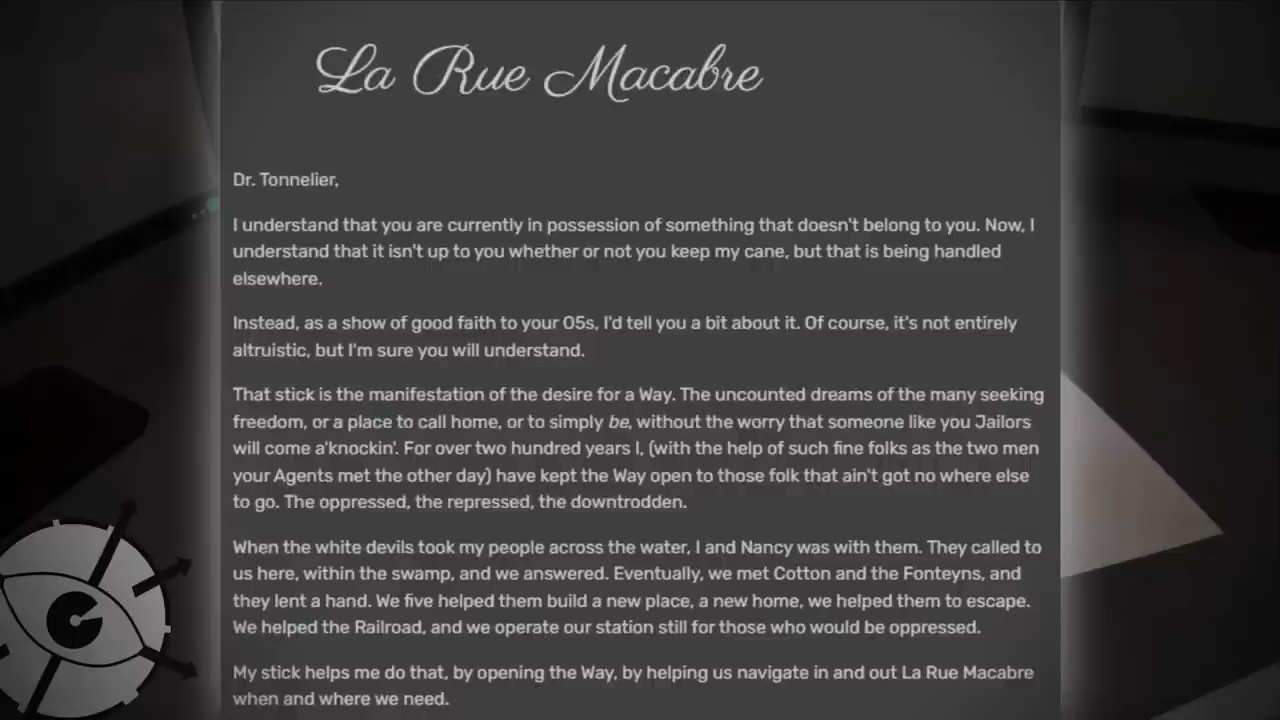 La Rue Macabre
Dr. Tonnelier,
I understand that you are currently in possession of something that doesn't belong to you. Now, I
understand that it isn't up to you whether or not you keep my cane, but that is being handled
elsewhere.
Instead, as a show of good faith to your O5s, I'd tell you a bit about it. Of course, it's not entirely
altruistic, but I'm sure you will understand.
That stick is the manifestation of the desire for a Way. The uncounted dreams of the many seeking
freedom, or a place to call home, or to simply be, without the worry that someone like you Jailors
will come a'knockin'. For over two hundred years I, (with the help of such fine folks as the two men
your Agents met the other day) have kept the Way open to those folk that ain't got no where else
to go. The oppressed, the repressed, the downtrodden.
When the white devils took my people across the water, I and Nancy was with them. They called to
us here, within the swamp, and we answered. Eventually, we met Cotton and the Fonteyns, and
they lent a hand. We five helped them build a new place, a new home, we helped them to escape.
We helped the Railroad, and we operate our station still for those who would be oppressed.
My stick helps me do that, by opening the Way, by helping us navigate in and out La Rue Macabre
when and where we need.